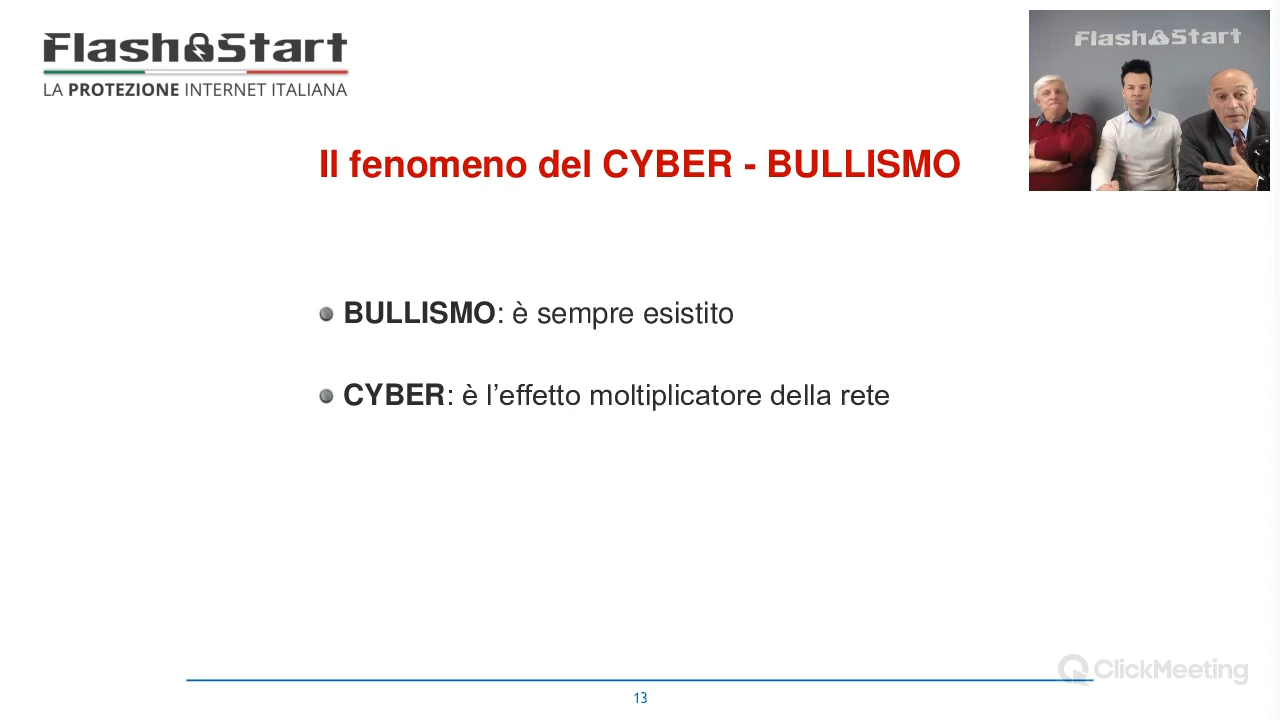 Flash Start
LA PROTEZIONE INTERNET ITALIANA
Flash Start
Il fenomeno del CYBER - BULLISMO
BULLISMO: è sempre esistito
CYBER: è l’effetto moltiplicatore della rete
ClickMeeting
13